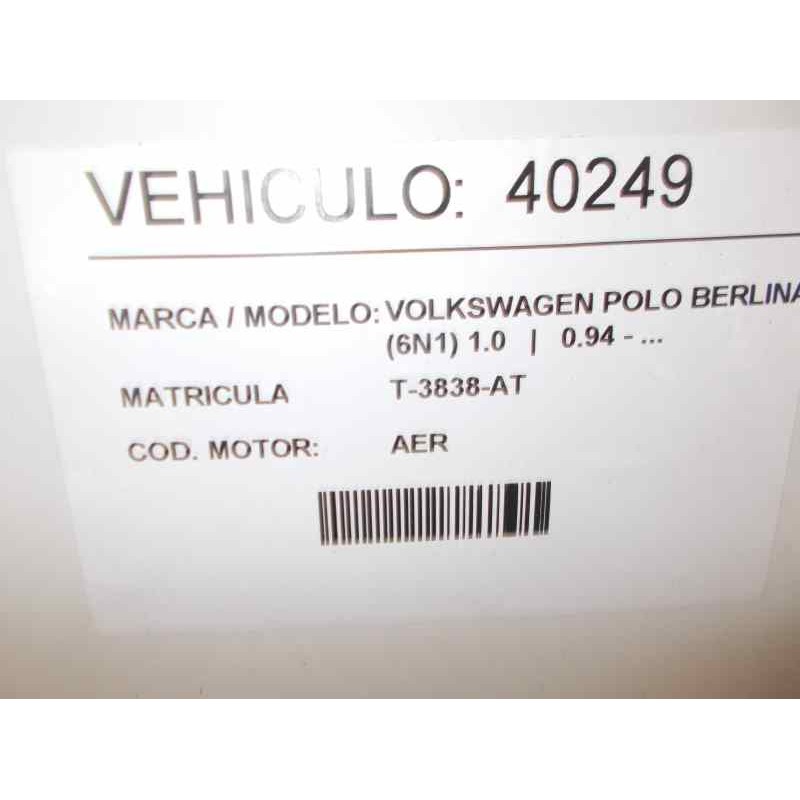 VEHICULO: 40249
MARCA / MODELO: VOLKSWAGEN POLO BERLINA
(6N1) 1.0 | 0.94 - ...
MATRICULA T-3838-AT
COD. MOTOR: AER